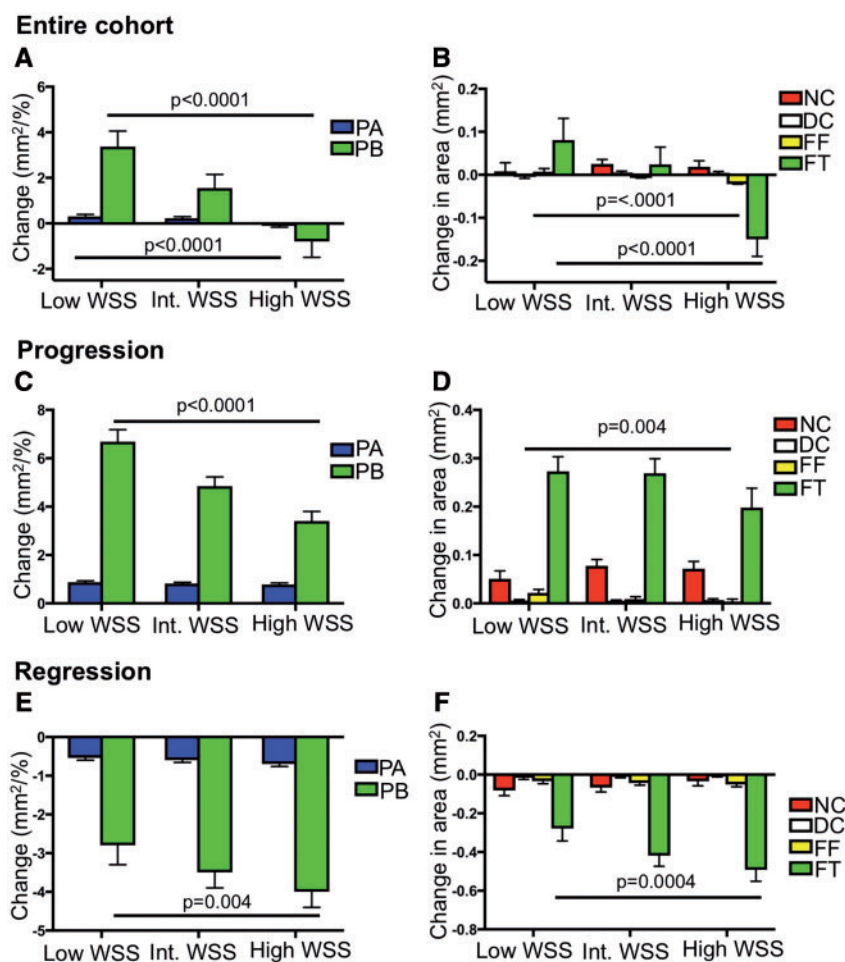 Entire cohort
A
Change (mm²/%)
6
4
2
0
-2
p<0.0001
p<0.0001
PA
PB
Low WSS Int. WSS High WSS
B
Change in area (mm²)
0.2
0.1
0.0
-0.1
-0.2
p=<.0001
p<0.0001
NC
DC
FF
FT
Low WSS Int. WSS High WSS
Progression
C
Change (mm²/%)
8
6
4
2
0
p<0.0001
PA
PB
Low WSS Int. WSS High WSS
D
Change in area (mm²)
0.4
0.3
0.2
0.1
0.0
p=0.004
NC
DC
FF
FT
Low WSS Int. WSS High WSS
Regression
E
Change (mm²/%)
0
-1
-2
-3
-4
-5
p=0.004
PA
PB
Low WSS Int. WSS High WSS
F
Change in area (mm²)
0.2
0.0
-0.2
-0.4
-0.6
-0.8
p=0.0004
NC
DC
FF
FT
Low WSS Int. WSS High WSS